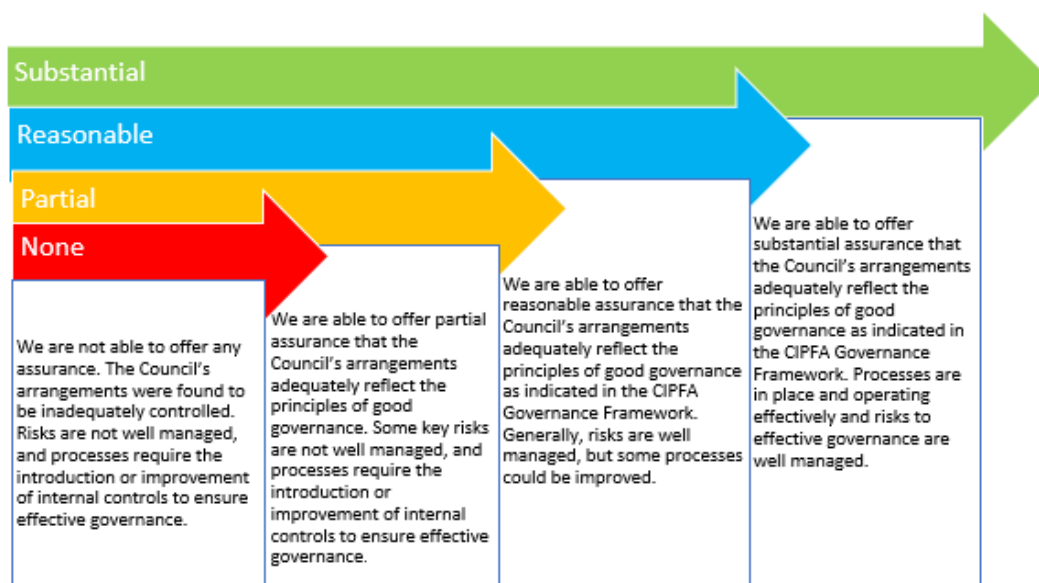 Substantial
Reasonable
Partial
None
We are not able to offer any
assurance. The Council's
arrangements were found to
be inadequately controlled.
Risks are not well managed,
and processes require the
introduction or improvement
of internal controls to ensure
effective governance.
We are able to offer partial
assurance that the
Council's arrangements
adequately reflect the
principles of good
governance. Some key risks
are not well managed, and
processes require the
introduction or
improvement of internal
controls to ensure effective
governance.
We are able to offer
reasonable assurance that the
Council's arrangements
adequately reflect the
principles of good governance
as indicated in the CIPFA
Governance Framework.
Generally, risks are well
managed, but some processes
could be improved.
We are able to offer
substantial assurance that
the Council's arrangements
adequately reflect the
principles of good
governance as indicated in
the CIPFA Governance
Framework. Processes are
in place and operating
effectively and risks to
effective governance are
well managed.